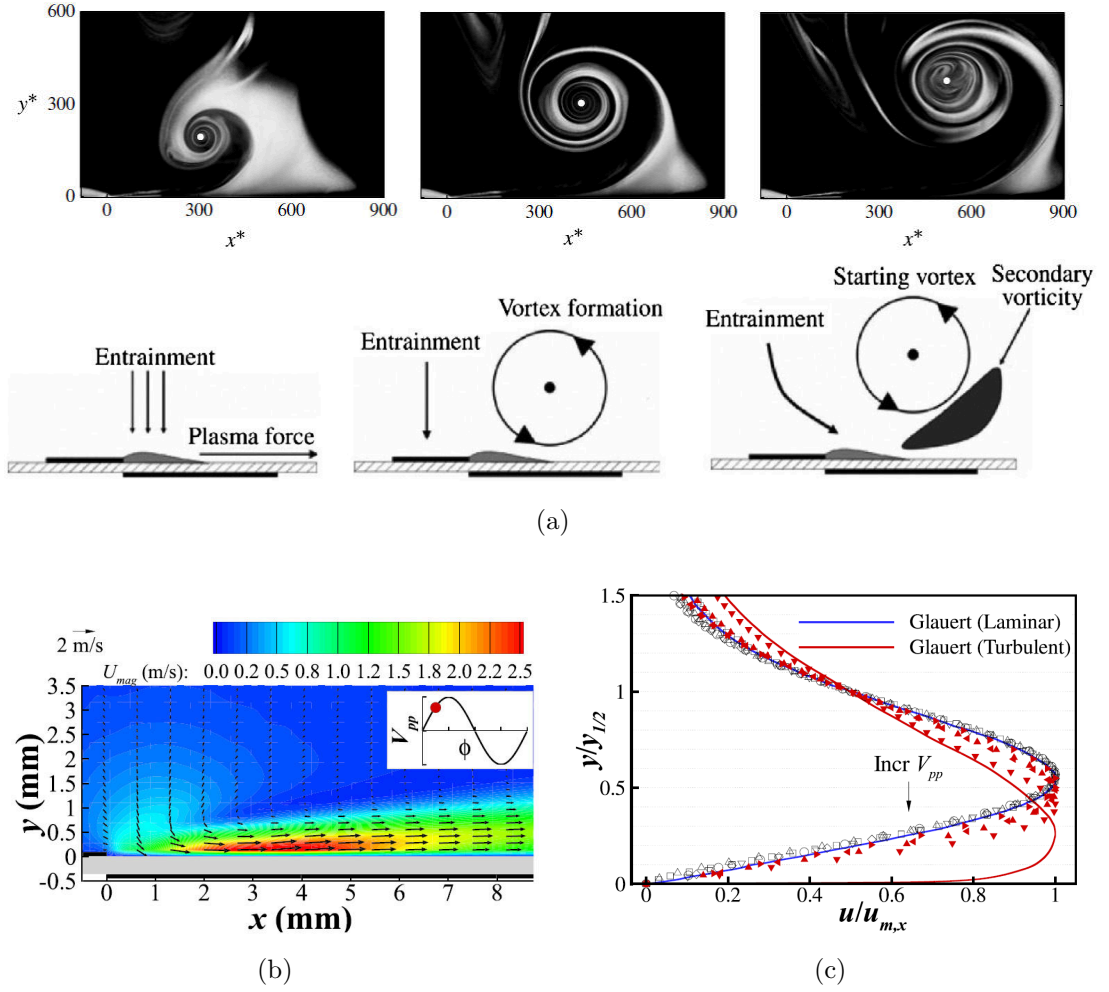 600
300
0
y*
0 300 600 900
x*
0 300 600 900
x*
0 300 600 900
x*
Entrainment
Plasma force
Vortex formation
Entrainment
Starting vortex
Secondary
vorticity
Entrainment
(a)
2 m/s
U_mag (m/s): 0.0 0.2 0.5 0.8 1.0 1.2 1.5 1.8 2.0 2.2 2.5
3.5
3
2.5
2
1.5
1
0.5
0
-0.5
y (mm)
V_pp
ϕ
0 1 2 3 4 5 6 7 8
x (mm)
(b)
1.5
1
0.5
0
y/y_1/2
Glauert (Laminar)
Glauert (Turbulent)
Incr V_pp
0 0.2 0.4 0.6 0.8 1
u/u_m,x
(c)